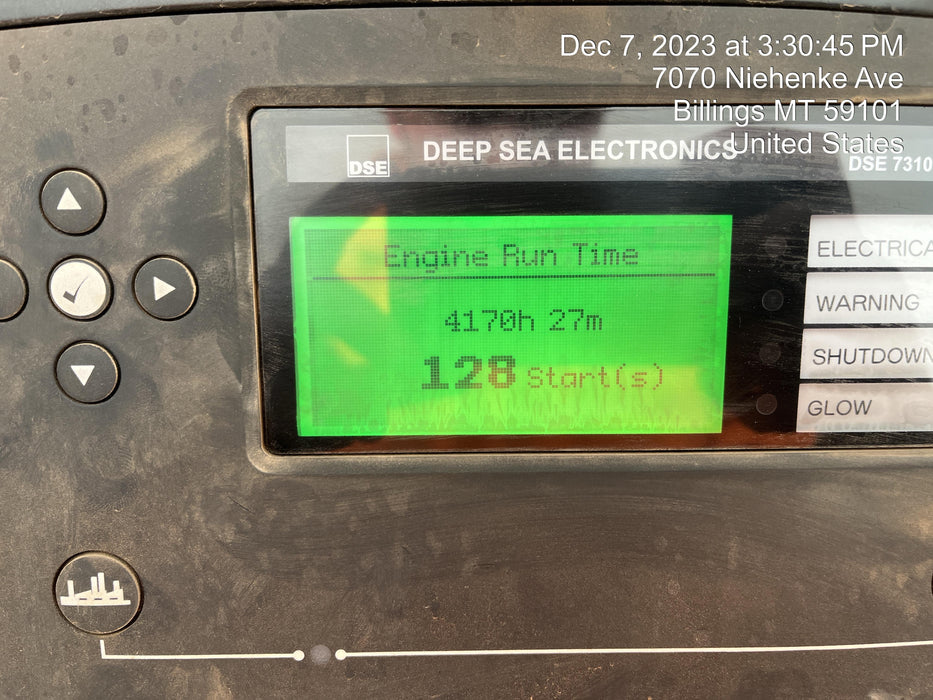 Dec 7, 2023 at 3:30:45 PM
7070 Niehenke Ave
Billings MT 59101
United States
DSE
DEEP SEA ELECTRONICS
DSE 7310
Engine Run Time
4170h 27m
128 Start(s)
ELECTRICA
WARNING
SHUTDOWN
GLOW